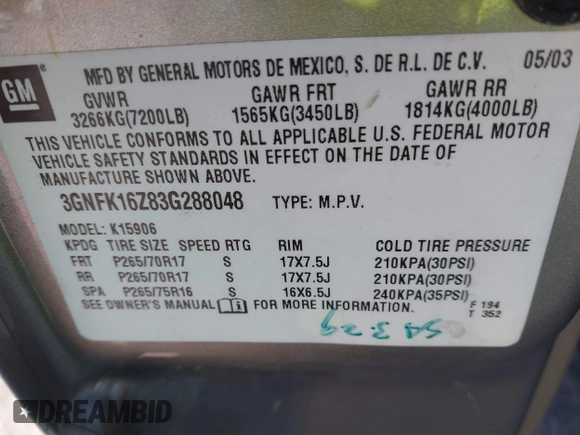 GM
MFD BY GENERAL MOTORS DE MEXICO, S. DE R.L. DE C.V. 05/03
GVWR GAWR FRT GAWR RR
3266KG(7200LB) 1565KG(3450LB) 1814KG(4000LB)
THIS VEHICLE CONFORMS TO ALL APPLICABLE U.S. FEDERAL MOTOR
VEHICLE SAFETY STANDARDS IN EFFECT ON THE DATE OF
MANUFACTURE SHOWN ABOVE.
3GNFK16Z83G288048 TYPE: M.P.V.
MODEL: K15906
KPDG TIRE SIZE SPEED RTG RIM COLD TIRE PRESSURE
FRT P265/70R17 S 17X7.5J 210KPA(30PSI)
RR P265/70R17 S 17X7.5J 210KPA(30PSI)
SPA P265/75R16 S 16X6.5J 240KPA(35PSI)
SEE OWNER'S MANUAL FOR MORE INFORMATION. F 194
T 352
DREAMBID